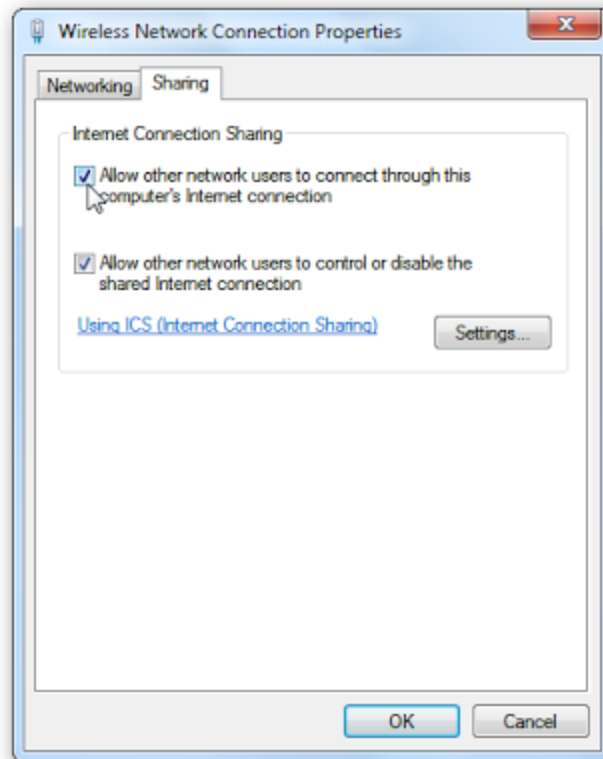 Wireless Network Connection Properties
Networking
Sharing
Internet Connection Sharing
Allow other network users to connect through this
computer's Internet connection
Allow other network users to control or disable the
shared Internet connection
Using ICS (Internet Connection Sharing)
Settings...
OK
Cancel